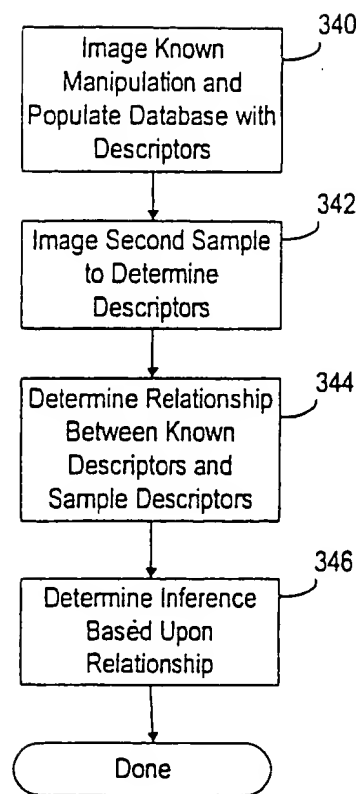 340
Image Known
Manipulation and
Populate Database with
Descriptors
342
Image Second Sample
to Determine
Descriptors
344
Determine Relationship
Between Known
Descriptors and
Sample Descriptors
346
Determine Inference
Based Upon
Relationship
Done